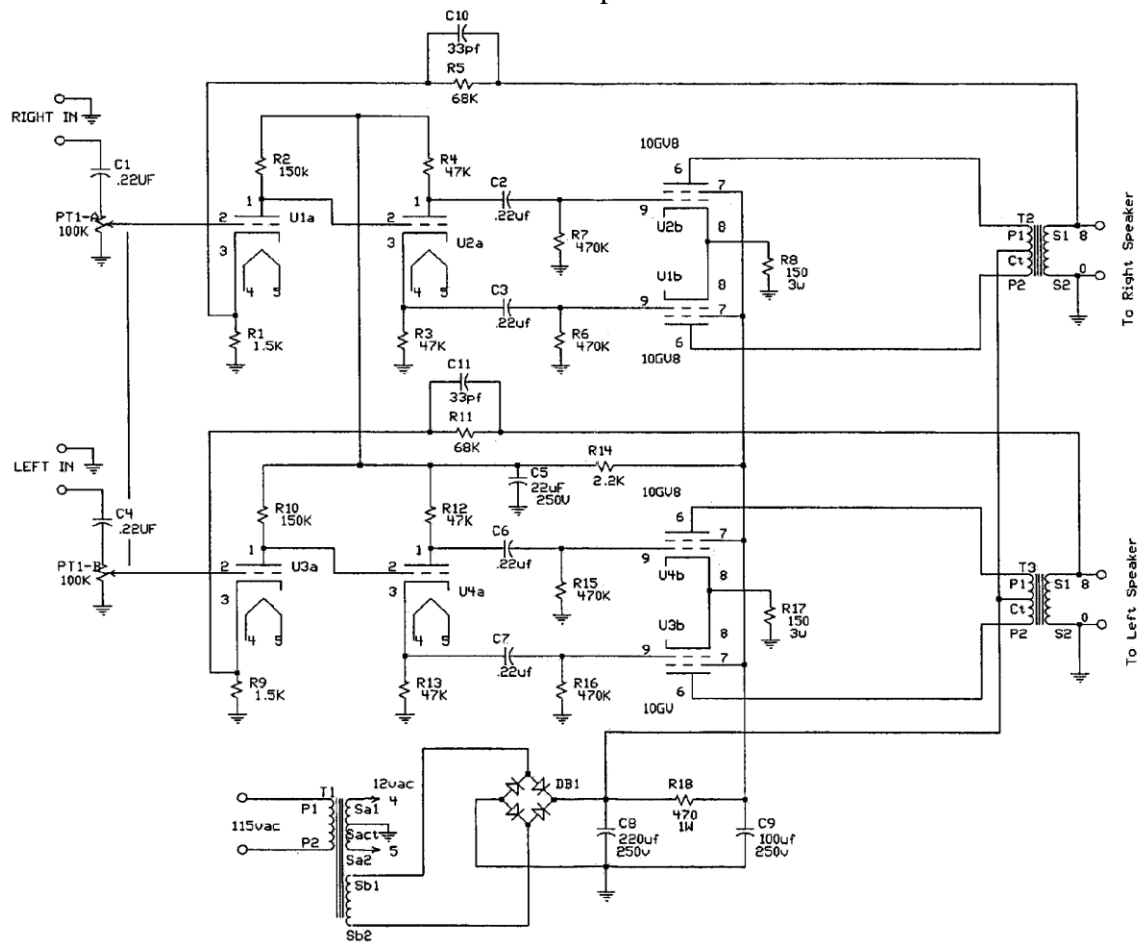 C10
33pf
R5
68K
RIGHT IN
C1
.22UF
PT1-A
100K
R2
150k
R4
47K
C2
.22uf
1
2
U1a
3
4 5
1
2
U2a
3
4 5
R7
470K
C3
.22uf
R1
1.5K
R3
47K
R6
470K
10GV8
6
7
9
U2b
8
R8
150
3w
U1b
8
9
7
6
10GV8
T2
P1
Ct
P2
S1
8
0
S2
To Right Speaker
C11
33pf
R11
68K
LEFT IN
C4
.22UF
PT1-B
100K
R14
2.2K
C5
22uF
250V
R10
150K
R12
47K
C6
.22uf
1
2
U3a
3
4 5
1
2
U4a
3
4 5
R15
470K
C7
.22uf
R9
1.5K
R13
47K
R16
470K
10GV8
6
7
9
U4b
8
R17
150
3w
U3b
8
9
7
6
10GV
T3
P1
Ct
P2
S1
8
0
S2
To Left Speaker
115vac
T1
P1
P2
12vac
4
Sa1
Sact
5
Sa2
Sb1
Sb2
DB1
R18
470
1W
C8
220uf
250v
C9
100uf
250v